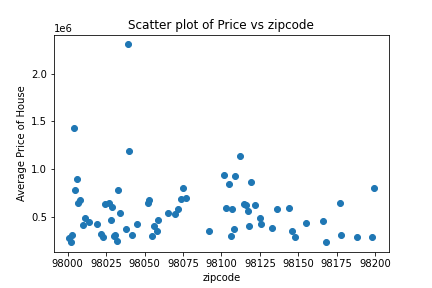 Scatter plot of Price vs zipcode
1e6
2.0
1.5
1.0
0.5
Average Price of House
98000 98025 98050 98075 98100 98125 98150 98175 98200
zipcode